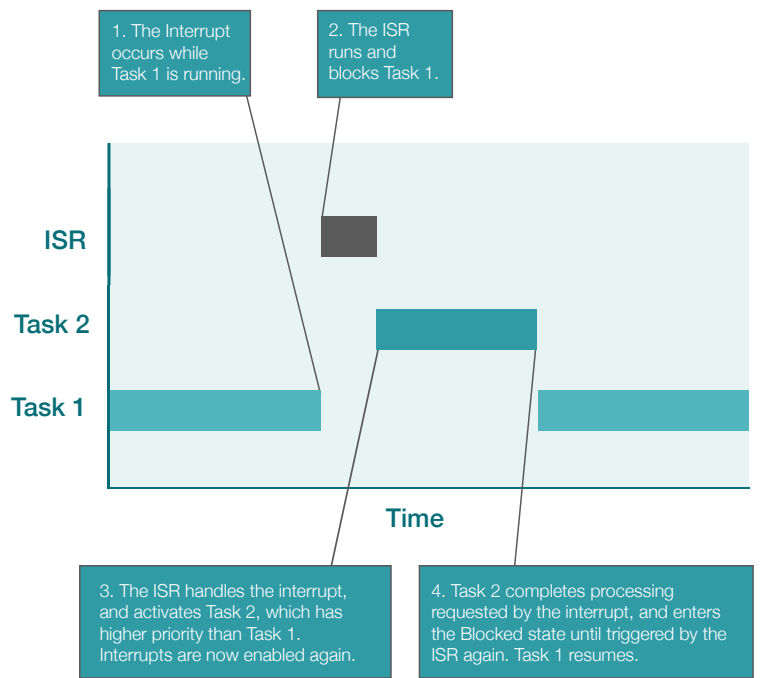 1. The Interrupt
occurs while
Task 1 is running.
2. The ISR
runs and
blocks Task 1.
ISR
Task 2
Task 1
Time
3. The ISR handles the interrupt,
and activates Task 2, which has
higher priority than Task 1.
Interrupts are now enabled again.
4. Task 2 completes processing
requested by the interrupt, and enters
the Blocked state until triggered by the
ISR again. Task 1 resumes.